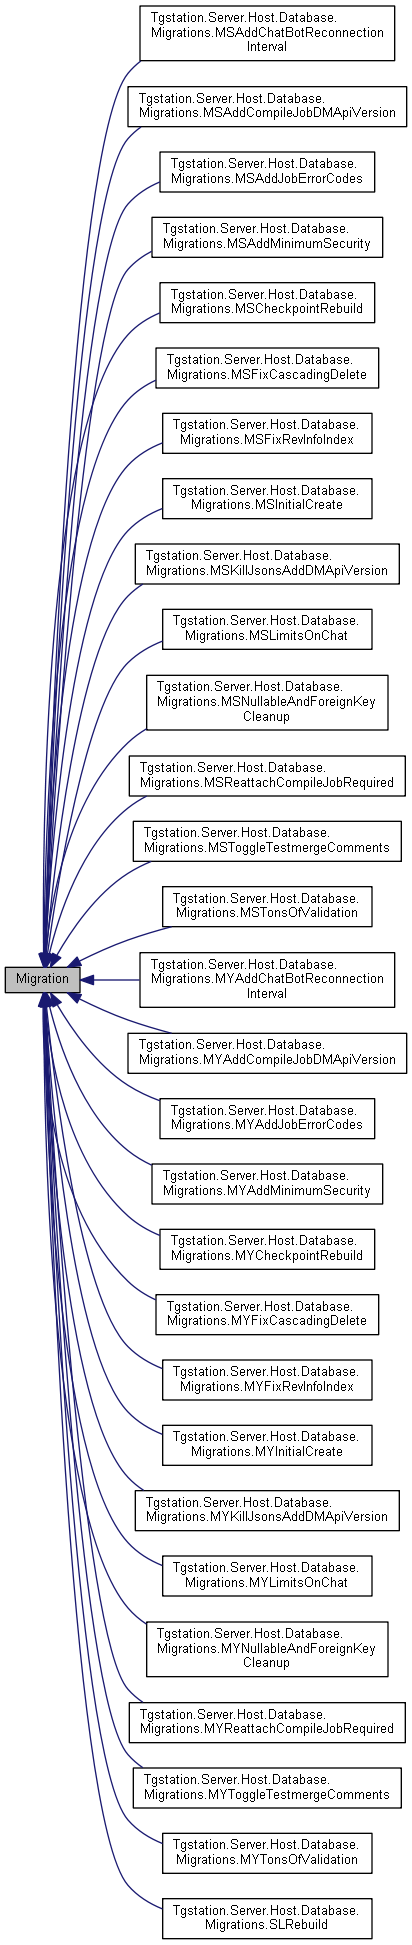 Tgstation.Server.Host.Database.
Migrations.MSAddChatBotReconnection
Interval
Tgstation.Server.Host.Database.
Migrations.MSAddCompileJobDMApiVersion
Tgstation.Server.Host.Database.
Migrations.MSAddJobErrorCodes
Tgstation.Server.Host.Database.
Migrations.MSAddMinimumSecurity
Tgstation.Server.Host.Database.
Migrations.MSCheckpointRebuild
Tgstation.Server.Host.Database.
Migrations.MSFixCascadingDelete
Tgstation.Server.Host.Database.
Migrations.MSFixRevInfoIndex
Tgstation.Server.Host.Database.
Migrations.MSInitialCreate
Tgstation.Server.Host.Database.
Migrations.MSKillJsonsAddDMApiVersion
Tgstation.Server.Host.Database.
Migrations.MSLimitsOnChat
Tgstation.Server.Host.Database.
Migrations.MSNullableAndForeignKey
Cleanup
Tgstation.Server.Host.Database.
Migrations.MSReattachCompileJobRequired
Tgstation.Server.Host.Database.
Migrations.MSToggleTestmergeComments
Tgstation.Server.Host.Database.
Migrations.MSTonsOfValidation
Migration
Tgstation.Server.Host.Database.
Migrations.MYAddChatBotReconnection
Interval
Tgstation.Server.Host.Database.
Migrations.MYAddCompileJobDMApiVersion
Tgstation.Server.Host.Database.
Migrations.MYAddJobErrorCodes
Tgstation.Server.Host.Database.
Migrations.MYAddMinimumSecurity
Tgstation.Server.Host.Database.
Migrations.MYCheckpointRebuild
Tgstation.Server.Host.Database.
Migrations.MYFixCascadingDelete
Tgstation.Server.Host.Database.
Migrations.MYFixRevInfoIndex
Tgstation.Server.Host.Database.
Migrations.MYInitialCreate
Tgstation.Server.Host.Database.
Migrations.MYKillJsonsAddDMApiVersion
Tgstation.Server.Host.Database.
Migrations.MYLimitsOnChat
Tgstation.Server.Host.Database.
Migrations.MYNullableAndForeignKey
Cleanup
Tgstation.Server.Host.Database.
Migrations.MYReattachCompileJobRequired
Tgstation.Server.Host.Database.
Migrations.MYToggleTestmergeComments
Tgstation.Server.Host.Database.
Migrations.MYTonsOfValidation
Tgstation.Server.Host.Database.
Migrations.SLRebuild